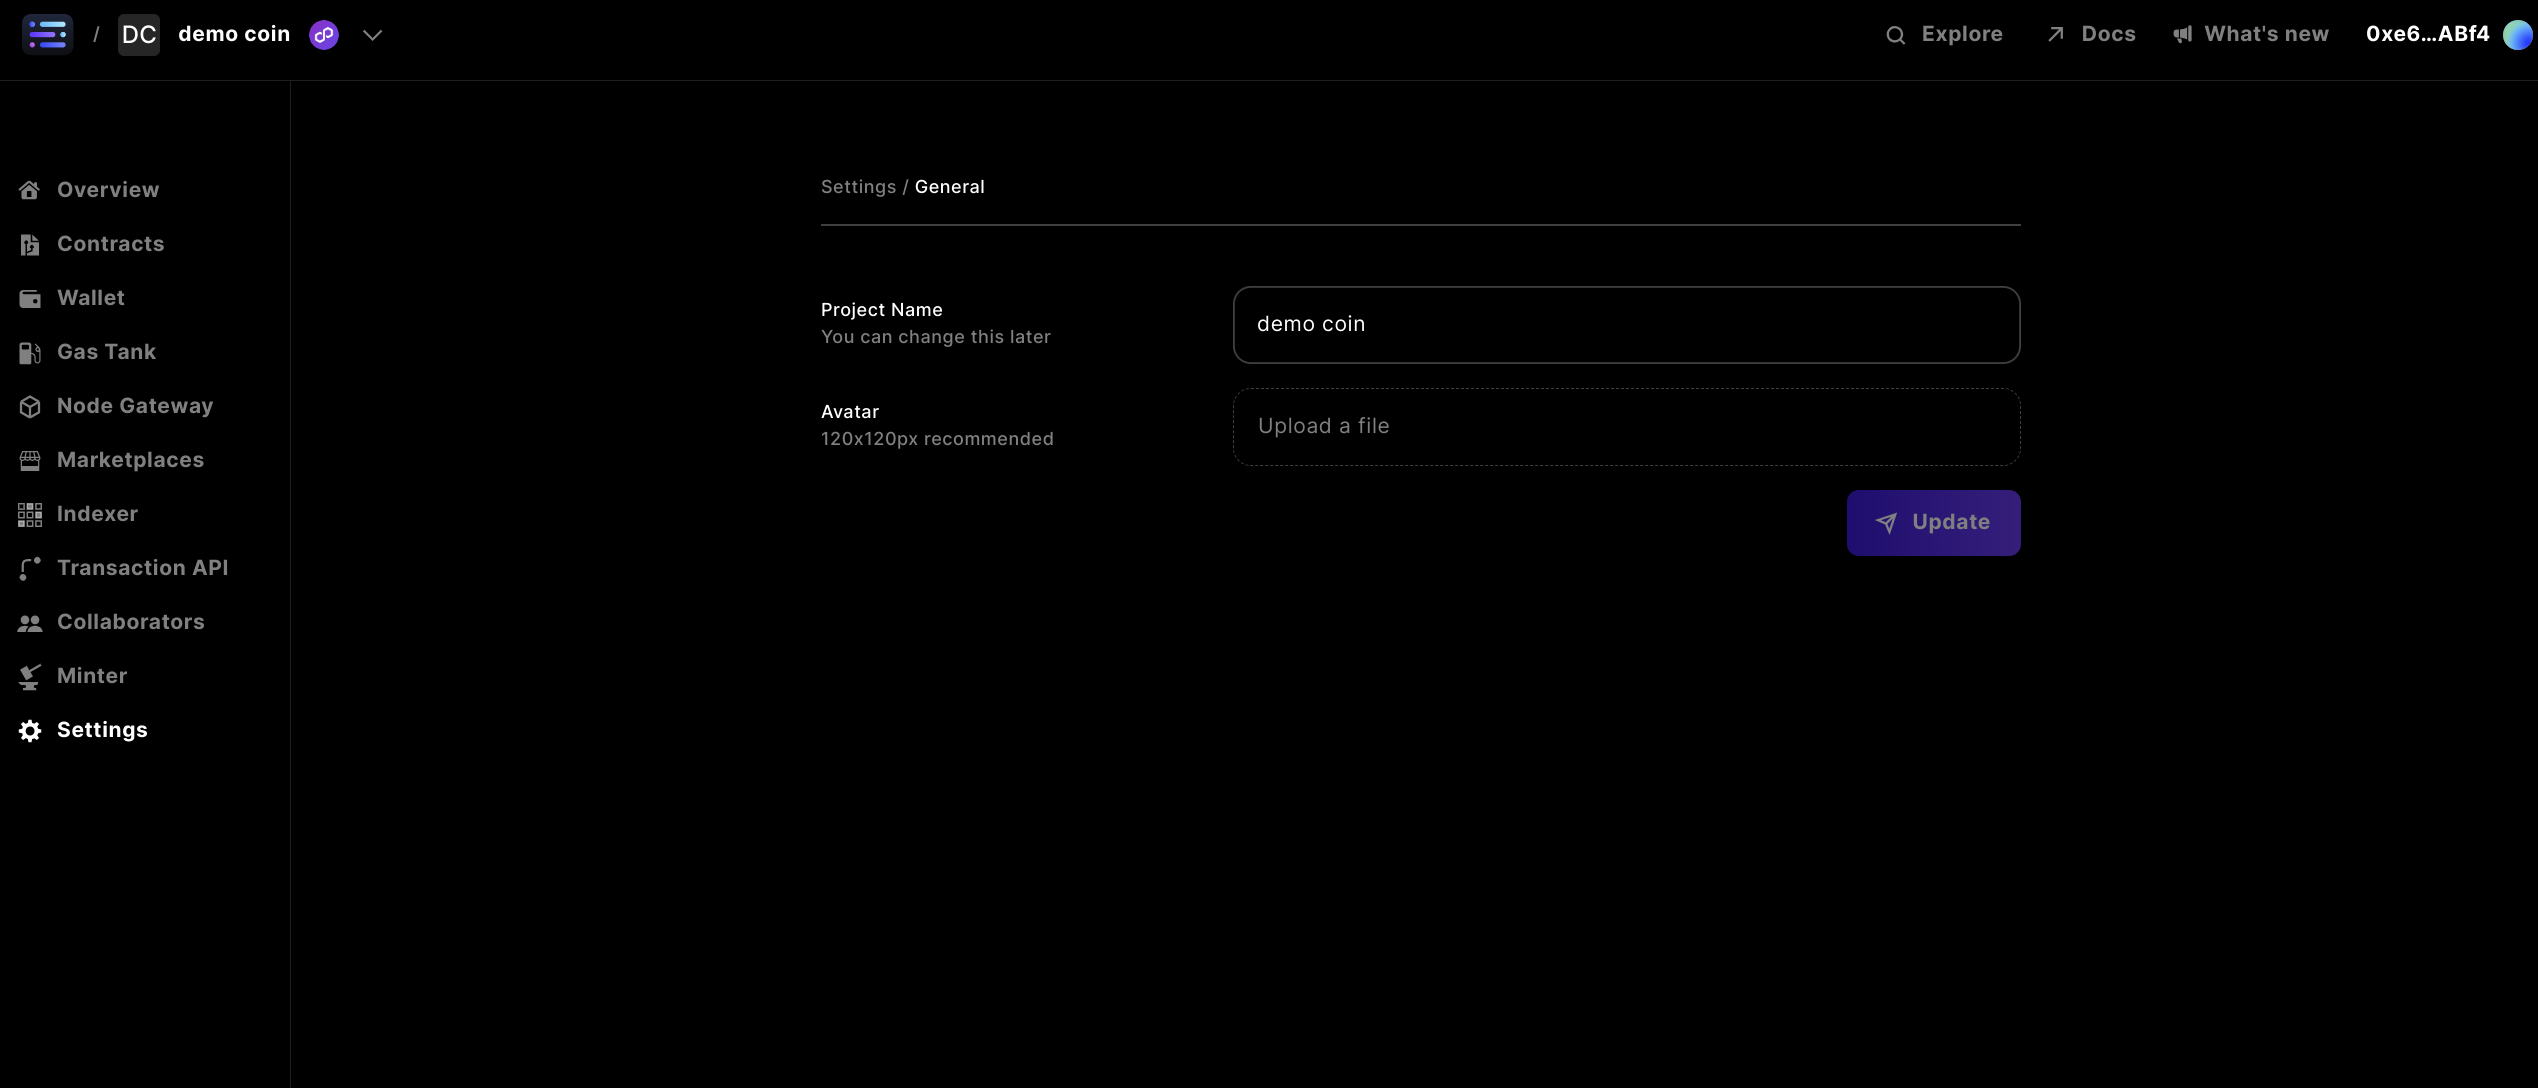 / DC demo coin
Explore
Docs
What's new
0xe6...ABf4
Overview
Contracts
Wallet
Gas Tank
Node Gateway
Marketplaces
Indexer
Transaction API
Collaborators
Minter
Settings
Settings / General
Project Name
You can change this later
demo coin
Avatar
120x120px recommended
Upload a file
Update